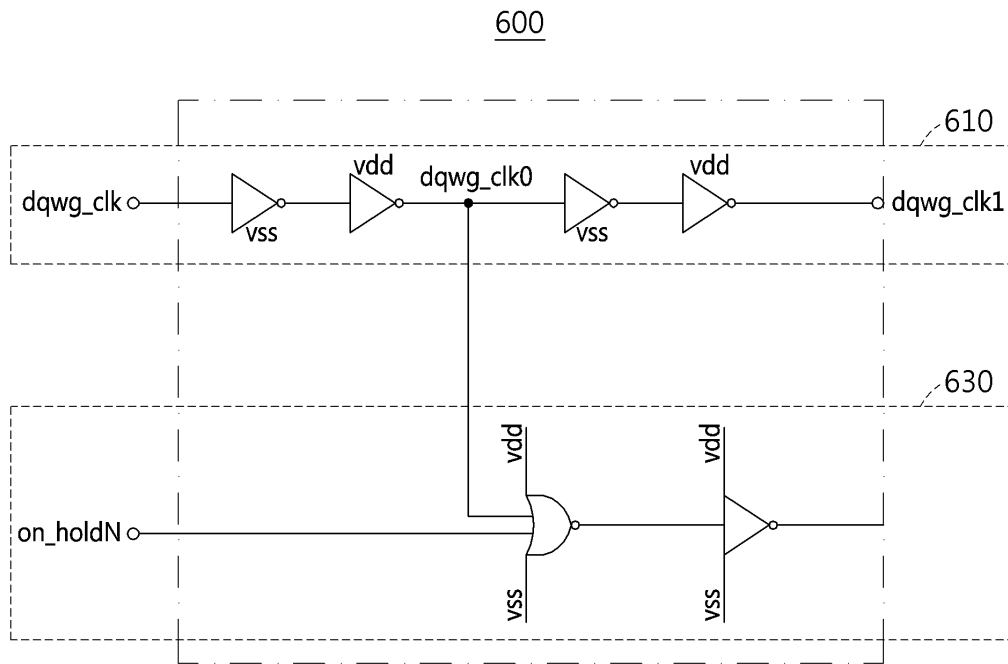 600
610
dqwg_clk
vss
vdd
dqwg_clk0
vss
vdd
dqwg_clk1
630
on_holdN
vdd
vss
vdd
vss